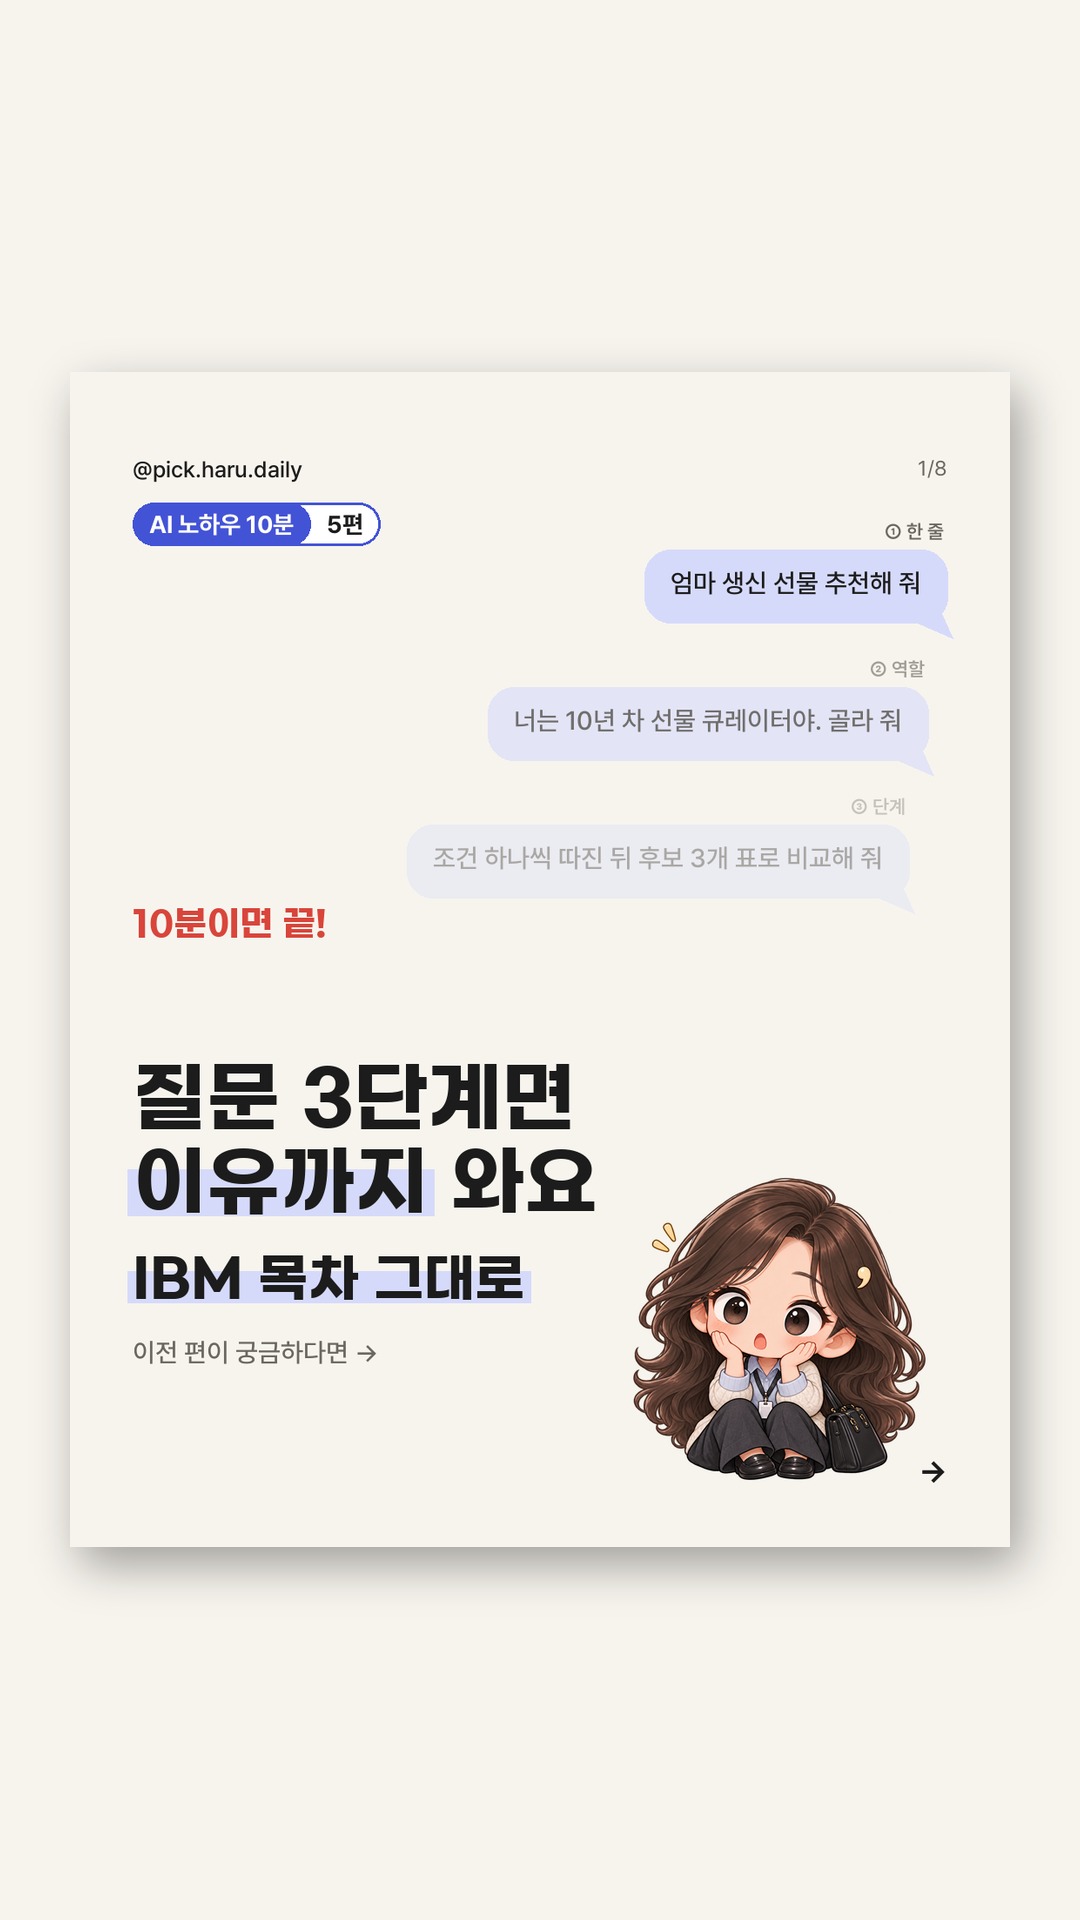 @pick.haru.daily
1/8
AI 노하우 10분 5편
① 한 줄
엄마 생신 선물 추천해 줘
② 역할
너는 10년 차 선물 큐레이터야. 골라 줘
③ 단계
조건 하나씩 따진 뒤 후보 3개 표로 비교해 줘
10분이면 끝!
질문 3단계면
이유까지 와요
IBM 목차 그대로
이전 편이 궁금하다면 →
→